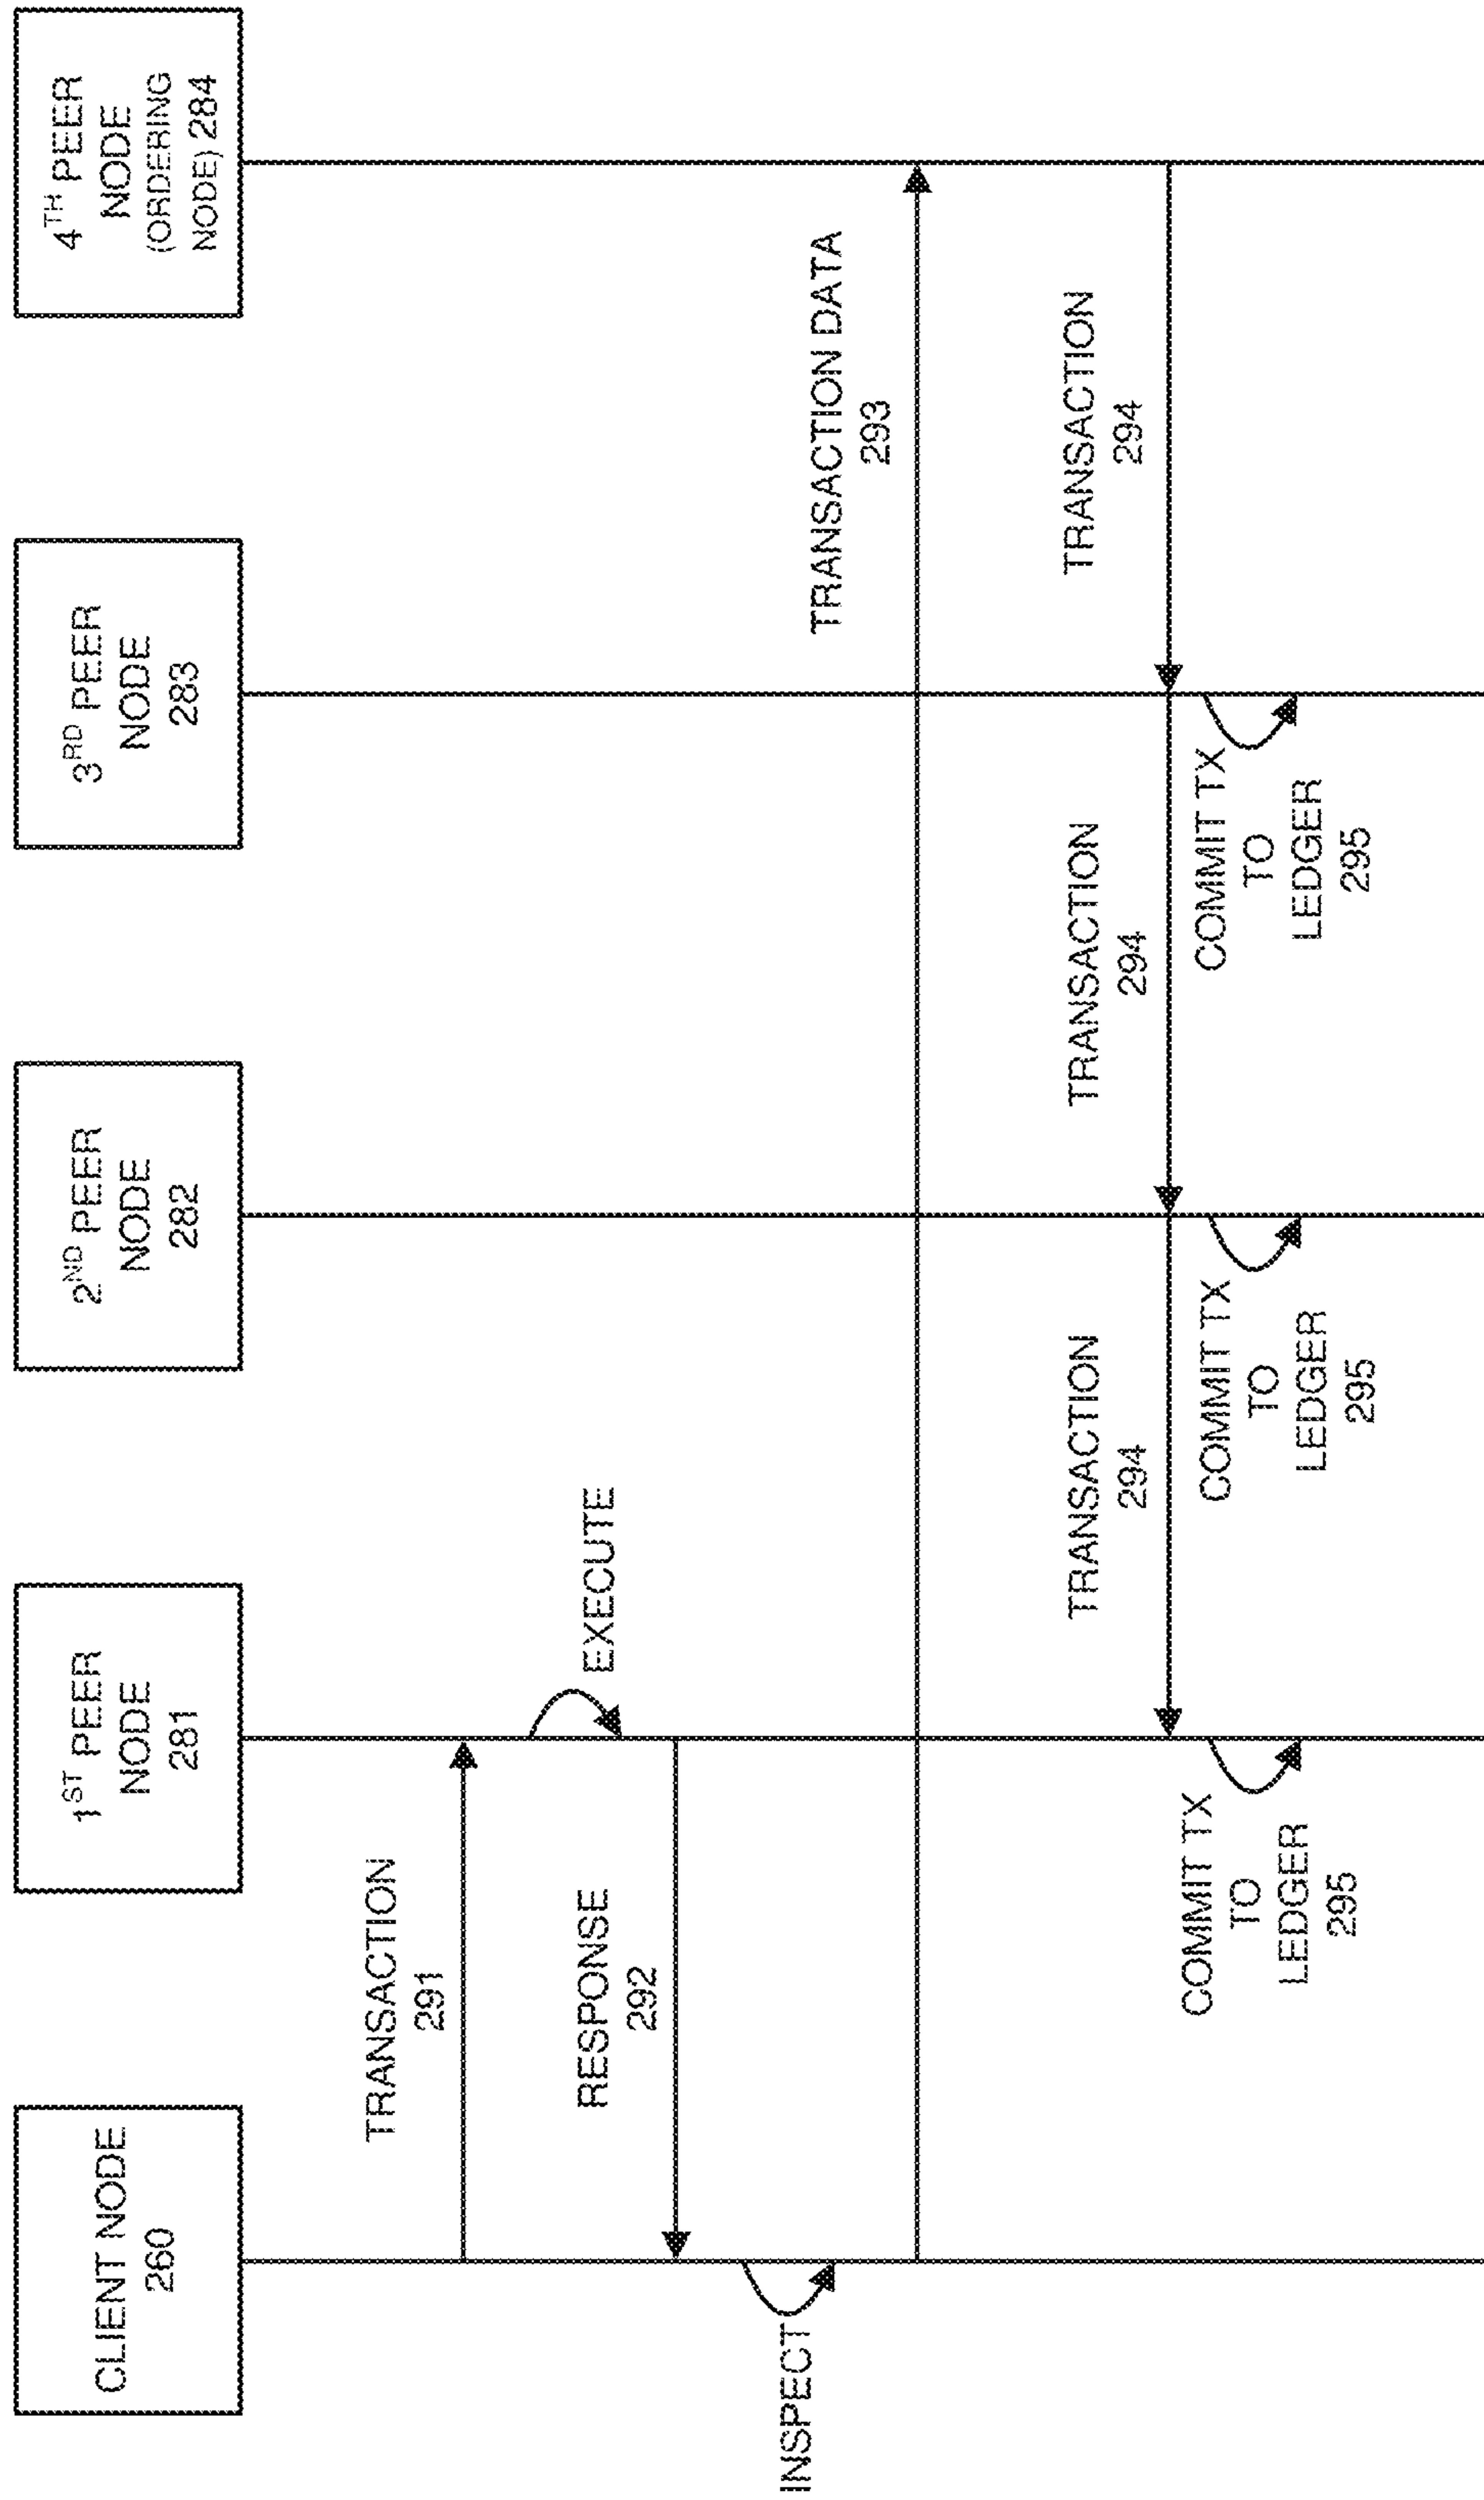 CLIENT NODE
260
1ST PEER
NODE
281
2ND PEER
NODE
282
3RD PEER
NODE
283
4TH PEER
NODE
(ORDERING
NODE) 284
TRANSACTION
291
EXECUTE
RESPONSE
292
INSPECT
TRANSACTION DATA
293
TRANSACTION
294
TRANSACTION
294
TRANSACTION
294
COMMIT TX
TO
LEDGER
295
COMMIT TX
TO
LEDGER
295
COMMIT TX
TO
LEDGER
295